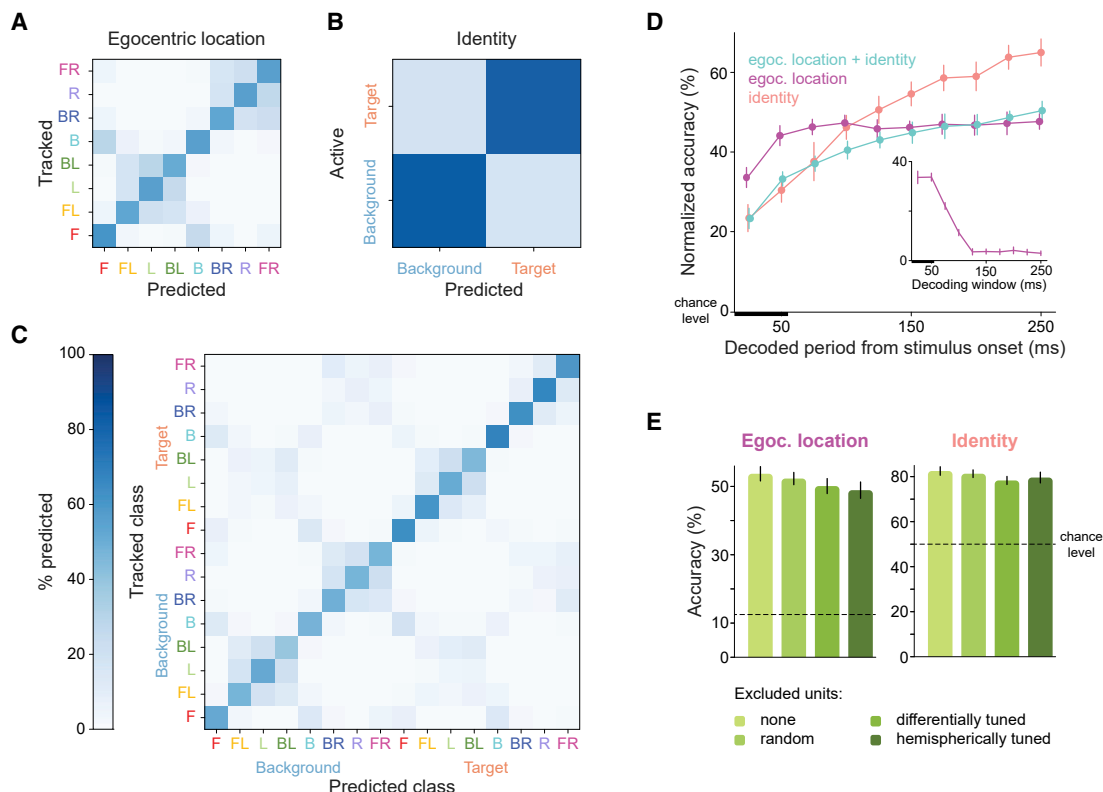 A
Egocentric location
Tracked
FR
R
BR
B
BL
L
FL
F
F FL L BL B BR R FR
Predicted
B
Identity
Active
Target
Background
Background Target
Predicted
C
% predicted
100
80
60
40
20
0
Tracked class
Target
FR
R
BR
B
BL
L
FL
F
Background
FR
R
BR
B
BL
L
FL
F
F FL L BL B BR R FR F FL L BL B BR R FR
Background Target
Predicted class
D
Normalized accuracy (%)
egoc. location + identity
egoc. location
identity
60
40
20
0
chance
level
50 150 250
Decoded period from stimulus onset (ms)
40
0
50 150 250
Decoding window (ms)
E
Egoc. location
Identity
Accuracy (%)
50
30
10
0
80
60
40
20
0
chance
level
Excluded units:
none
random
differentially tuned
hemispherically tuned